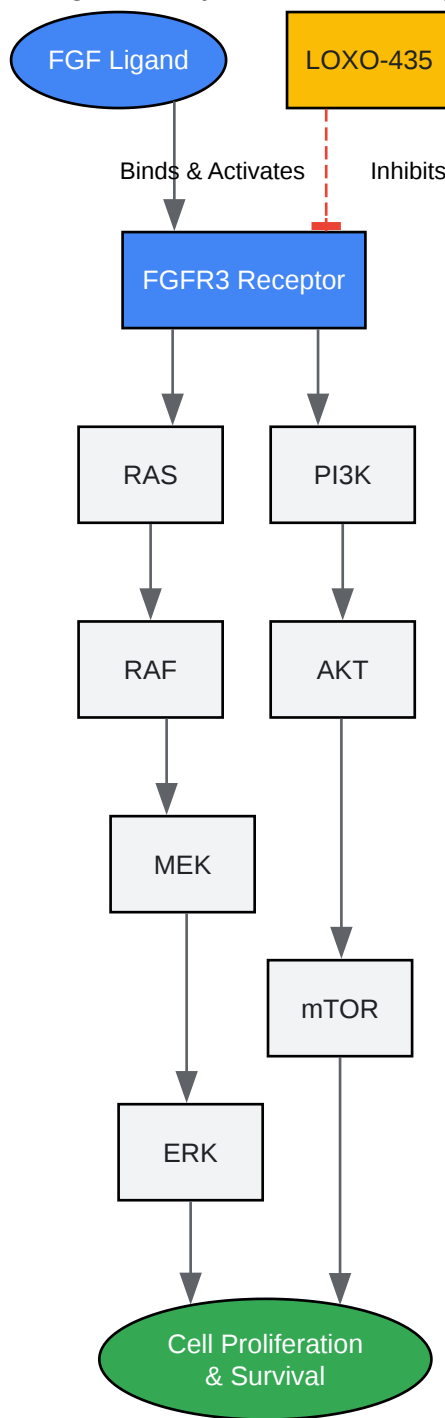 FGF Ligand
LOXO-435
Binds & Activates
Inhibits
FGFR3 Receptor
RAS
PI3K
RAF
AKT
MEK
mTOR
ERK
Cell Proliferation
& Survival